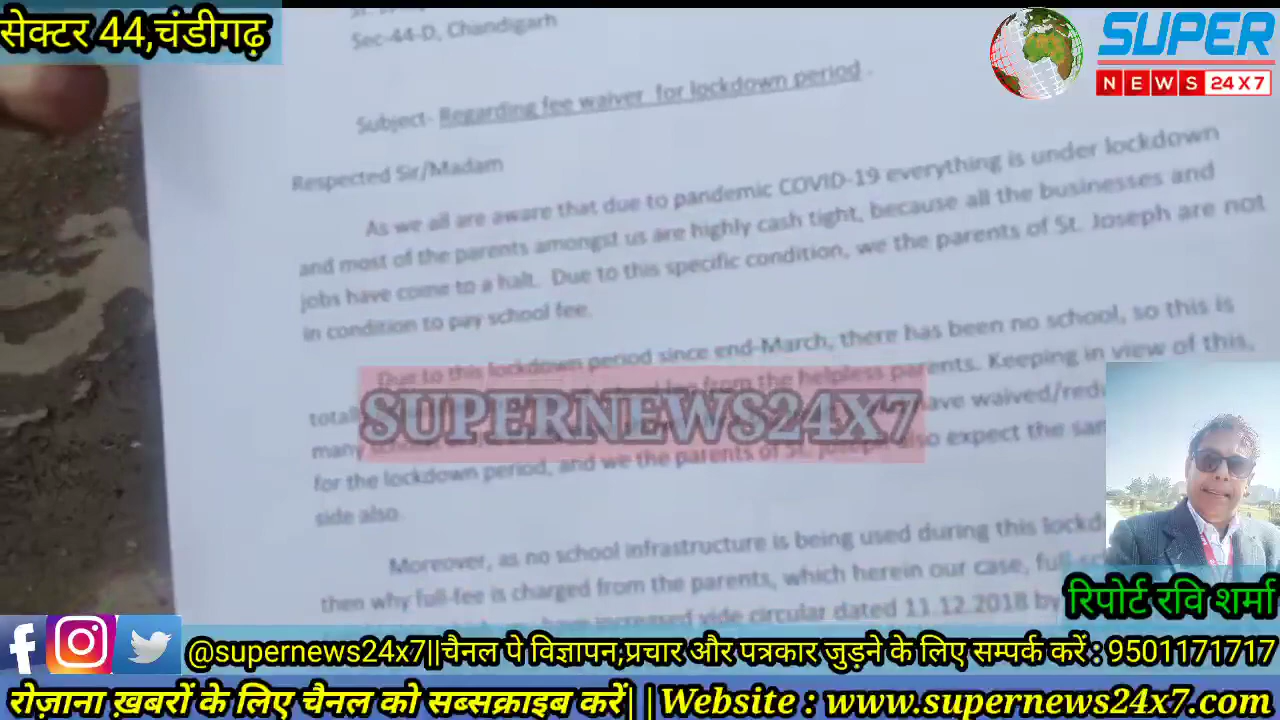 सेक्टर 44,चंडीगढ़
SUPER
NEWS 24X7
Sec-44-D, Chandigarh
Subject- Regarding fee waiver for lockdown period .
Respected Sir/Madam
As we all are aware that due to pandemic COVID-19 everything is under lockdown
and most of the parents amongst us are highly cash tight, because all the businesses and
jobs have come to a halt. Due to this specific condition, we the parents of St. Joseph are not
in condition to pay school fee.
Due to this lockdown period since end-March, there has been no school, so this is
from the helpless parents. Keeping in view of this,
many have waived/
for the lockdown period, and we the parents of St. Joseph also expect the
side also.
SUPERNEWS24X7
Moreover, as no school infrastructure is being used during this
then why full fee is charged from the parents, which herein our case,
have increased vide circular dated 11.12.2018
रिपोर्ट रवि शर्मा
@supernews24x7||चैनल पे विज्ञापन,प्रचार और पत्रकार जुड़ने के लिए सम्पर्क करें : 9501171717
रोज़ाना ख़बरों के लिए चैनल को सब्सक्राइब करें||Website : www.supernews24x7.com